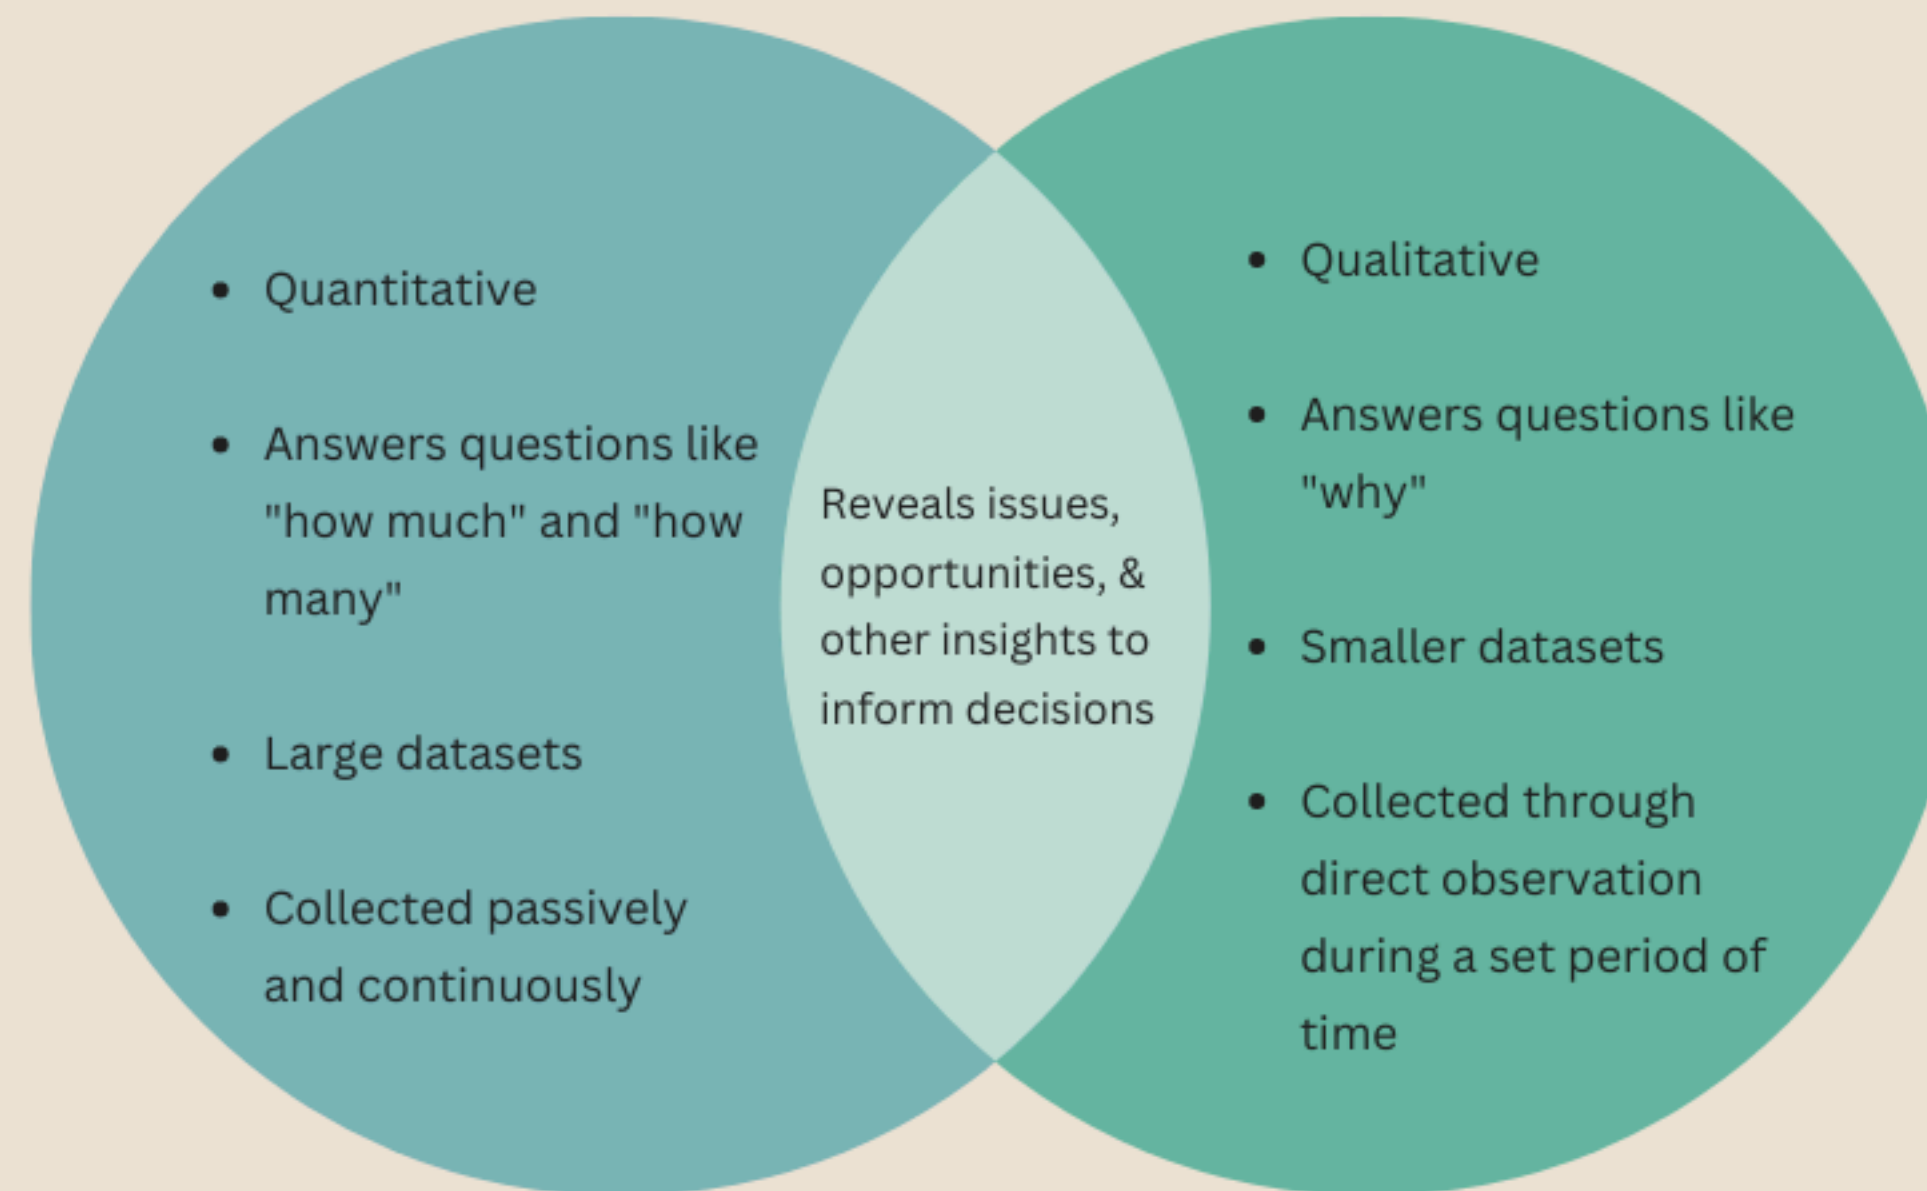 • Quantitative
• Answers questions like
"how much" and "how
many"
• Large datasets
• Collected passively
and continuously
Reveals issues,
opportunities, &
other insights to
inform decisions
• Qualitative
• Answers questions like
"why"
• Smaller datasets
• Collected through
direct observation
during a set period of
time